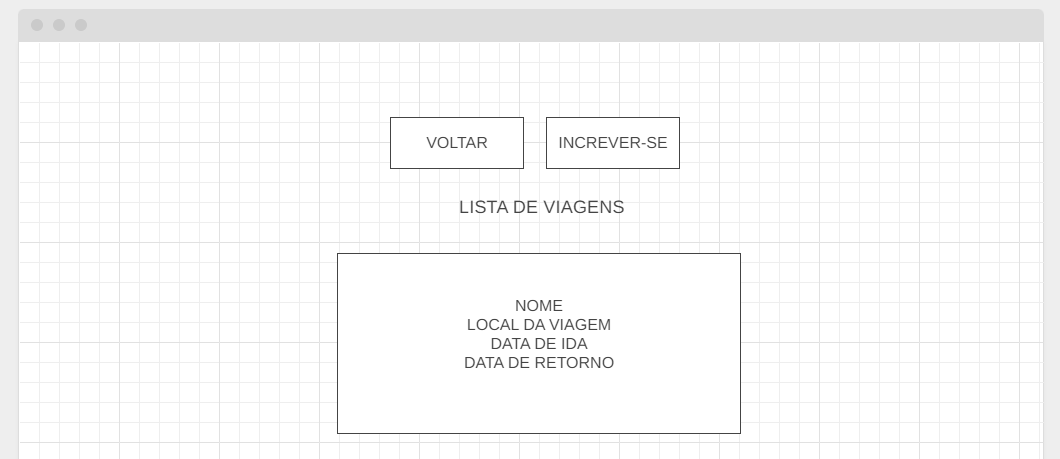 VOLTAR INCREVER-SE
LISTA DE VIAGENS
NOME
LOCAL DA VIAGEM
DATA DE IDA
DATA DE RETORNO